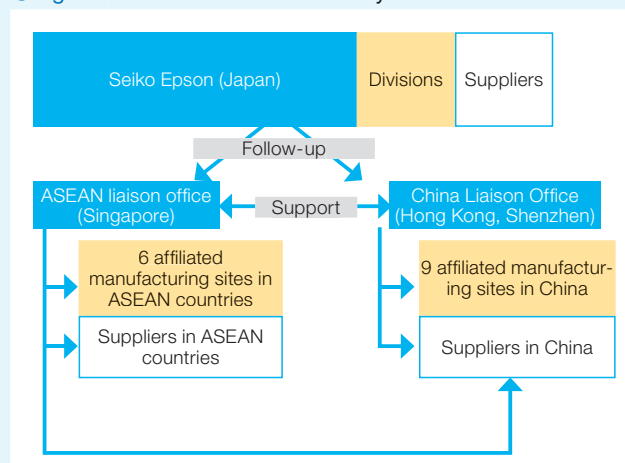 Seiko Epson (Japan)
Divisions
Suppliers
Follow-up
ASEAN liaison office
(Singapore)
Support
China Liaison Office
(Hong Kong, Shenzhen)
6 affiliated
manufacturing sites in
ASEAN countries
9 affiliated manufactur-
ing sites in China
Suppliers in ASEAN
countries
Suppliers in China